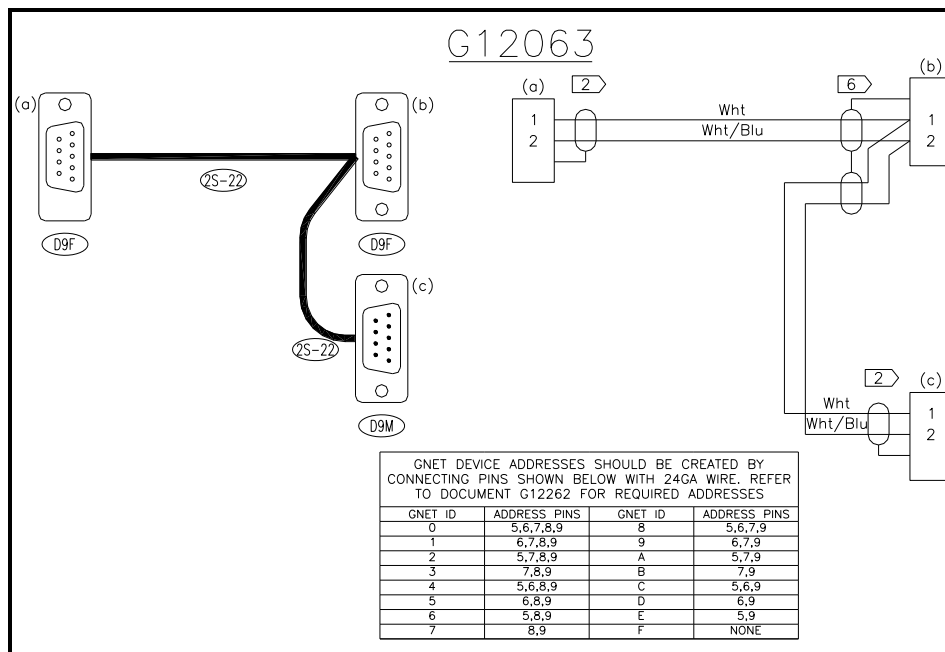 G12063
(a)
(b)
2S-22
D9F
D9F
(c)
2S-22
D9M
(a)
2
6
(b)
1
2
Wht
Wht/Blu
1
2
2
(c)
Wht
Wht/Blu
1
2
GNET DEVICE ADDRESSES SHOULD BE CREATED BY
CONNECTING PINS SHOWN BELOW WITH 24GA WIRE. REFER
TO DOCUMENT G12262 FOR REQUIRED ADDRESSES
GNET ID ADDRESS PINS GNET ID ADDRESS PINS
0 5,6,7,8,9 8 5,6,7,9
1 6,7,8,9 9 6,7,9
2 5,7,8,9 A 5,7,9
3 7,8,9 B 7,9
4 5,6,8,9 C 5,6,9
5 6,8,9 D 6,9
6 5,8,9 E 5,9
7 8,9 F NONE